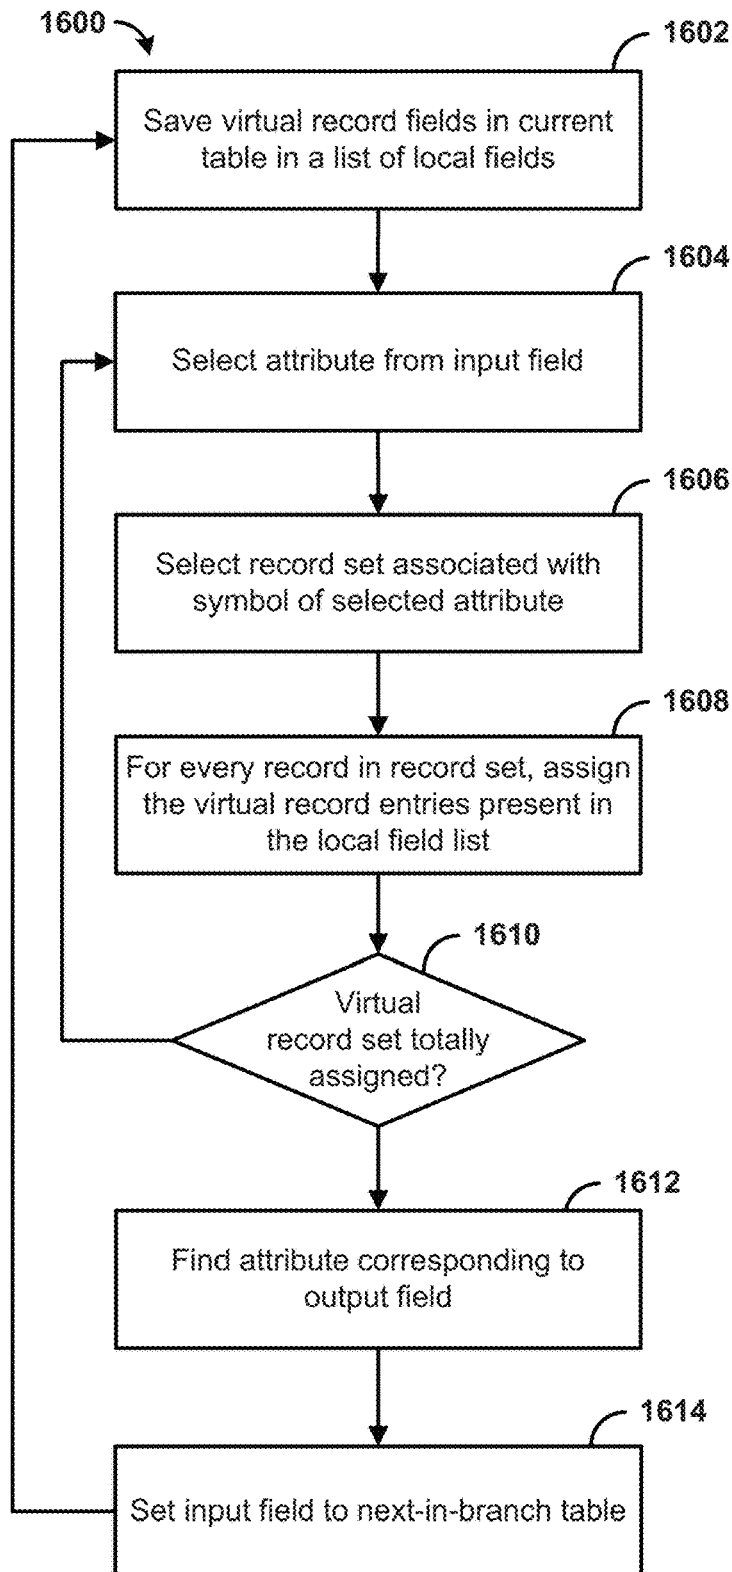 1600
1602
Save virtual record fields in current
table in a list of local fields
1604
Select attribute from input field
1606
Select record set associated with
symbol of selected attribute
1608
For every record in record set, assign
the virtual record entries present in
the local field list
1610
Virtual
record set totally
assigned?
1612
Find attribute corresponding to
output field
1614
Set input field to next-in-branch table